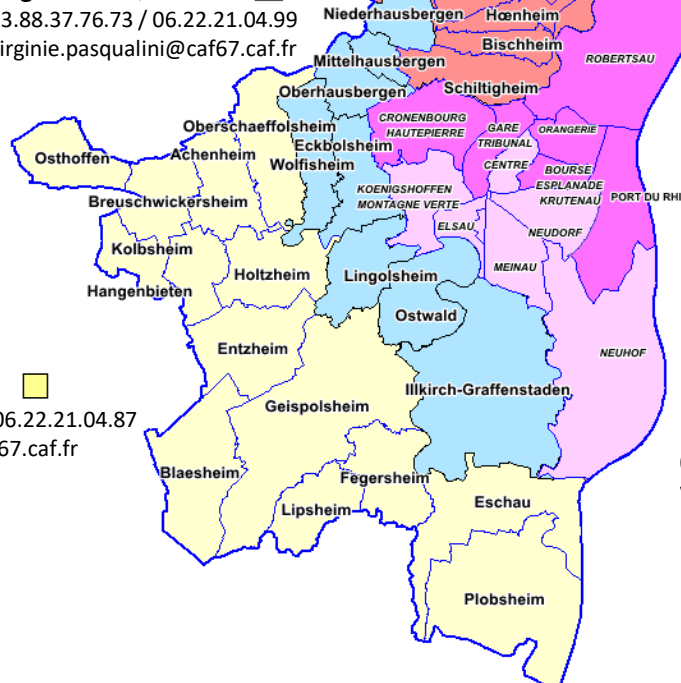 3.88.37.76.73 / 06.22.21.04.99
irginie.pasqualini@caf67.caf.fr
Niederhausbergen
Hœnheim
Bischheim
ROBERTSAU
Mittelhausbergen
Schiltigheim
Oberhausbergen
CRONENBOURG
HAUTEPIERRE
GARE
TRIBUNAL
ORANGERIE
Oberschaeffolsheim
Eckbolsheim
Achenheim
Wolfisheim
Osthoffen
CENTRE
BOURSE
ESPLANADE
KRUTENAU
KOENIGSHOFFEN
MONTAGNE VERTE
PORT DU RHI
Breuschwickersheim
ELSAU
NEUDORF
Kolbsheim
Holtzheim
Lingolsheim
MEINAU
Hangenbieten
Ostwald
Entzheim
NEUHOF
Illkirch-Graffenstaden
Geispolsheim
06.22.21.04.87
67.caf.fr
Blaesheim
Fegersheim
Lipsheim
Eschau
Plobsheim